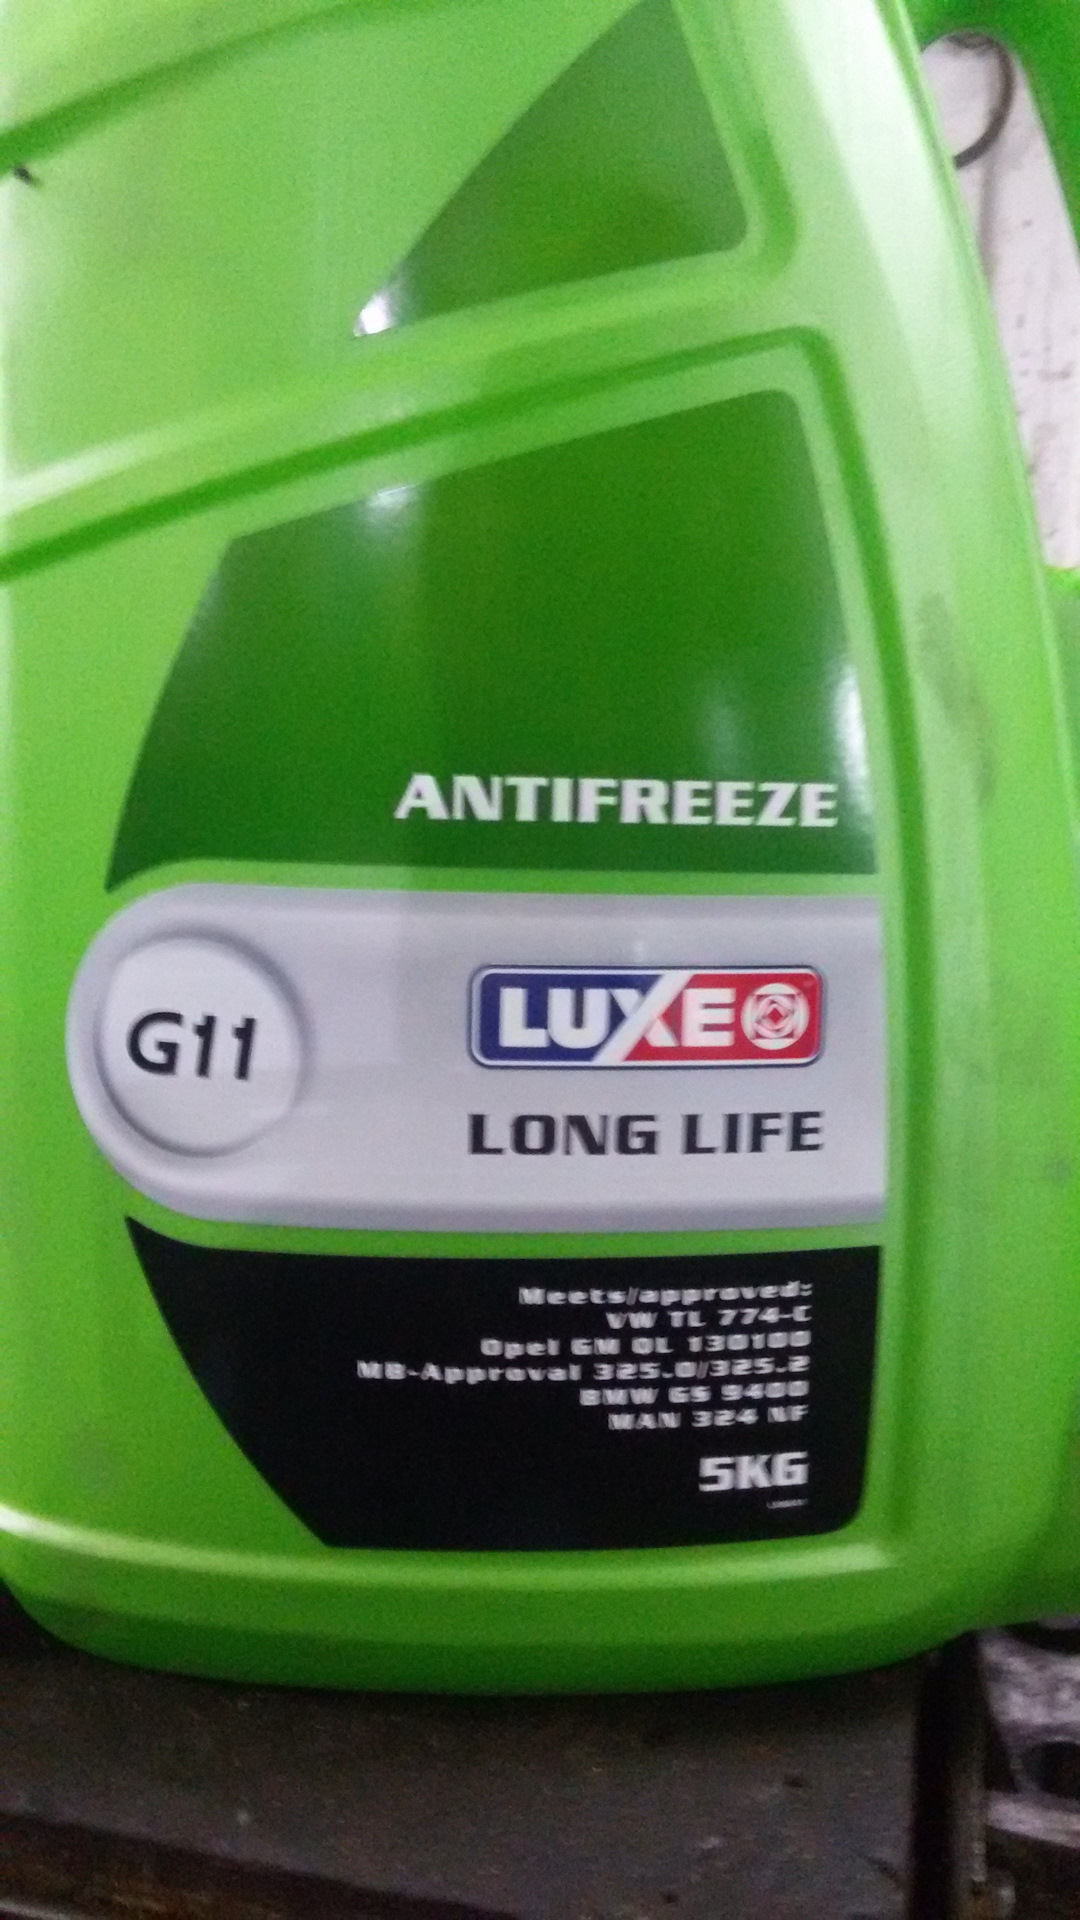 ANTIFREEZE
G11
LUXE
LONG LIFE
Meets/approved:
VW TL 774-C
Opel GM OL 130100
MB-Approval 325.0/325.2
BMW GS 9400
MAN 324 NF
5KG